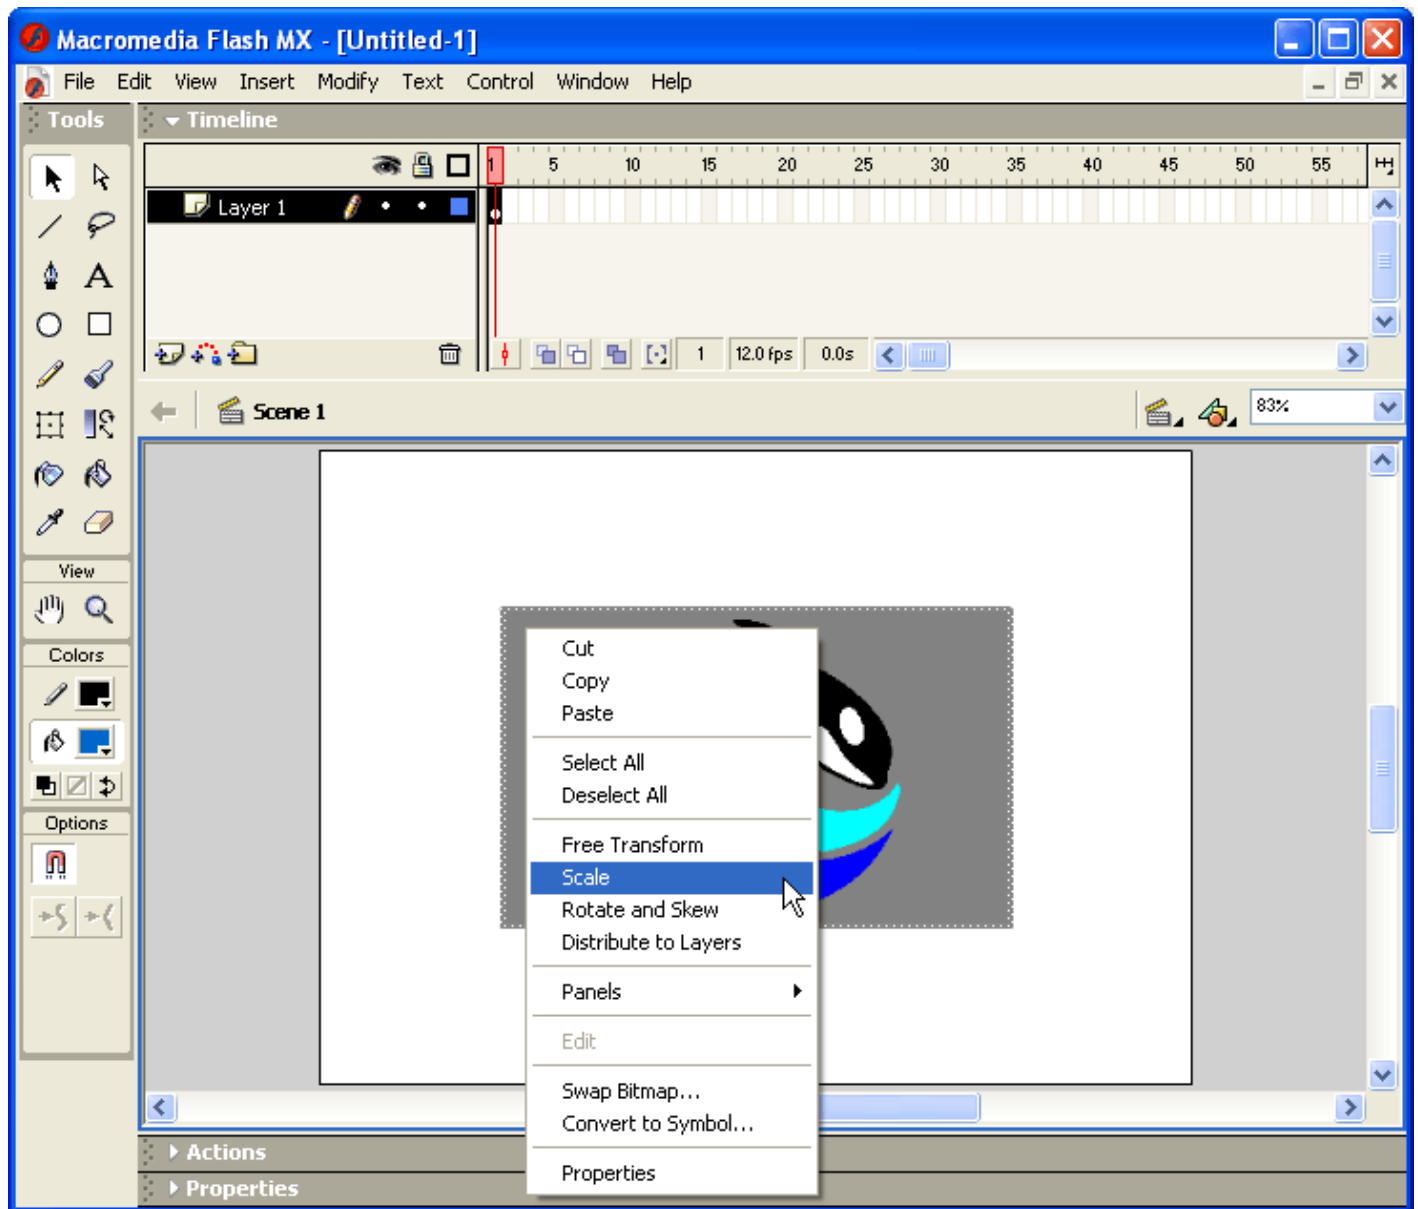 Macromedia Flash MX - [Untitled-1]
File Edit View Insert Modify Text Control Window Help
Tools
Timeline
1 5 10 15 20 25 30 35 40 45 50 55
Layer 1
A
1 12.0 fps 0.0s
Scene 1
83%
View
Colors
Options
Cut
Copy
Paste
Select All
Deselect All
Free Transform
Scale
Rotate and Skew
Distribute to Layers
Panels
Edit
Swap Bitmap...
Convert to Symbol...
Properties
Actions
Properties